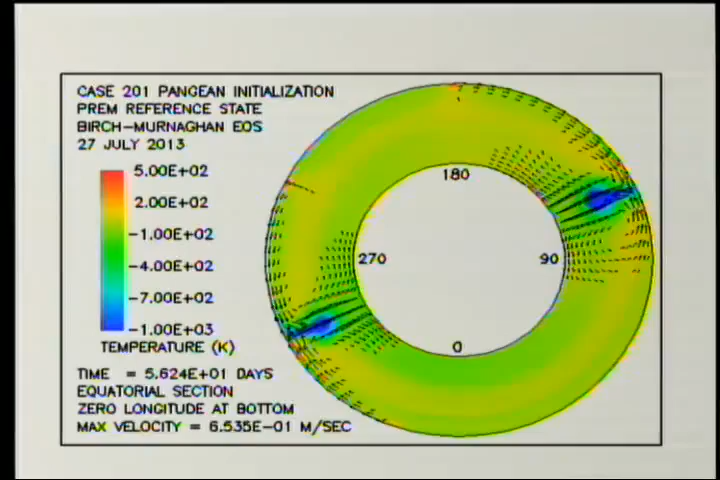 CASE 201 PANGEAN INITIALIZATION
PREM REFERENCE STATE
BIRCH-MURNAGHAN EOS
27 JULY 2013
5.00E+02
2.00E+02
-1.00E+02
-4.00E+02
-7.00E+02
-1.00E+03
TEMPERATURE (K)
TIME = 5.624E+01 DAYS
EQUATORIAL SECTION
ZERO LONGITUDE AT BOTTOM
MAX VELOCITY = 6.535E-01 M/SEC
180
270
90
0